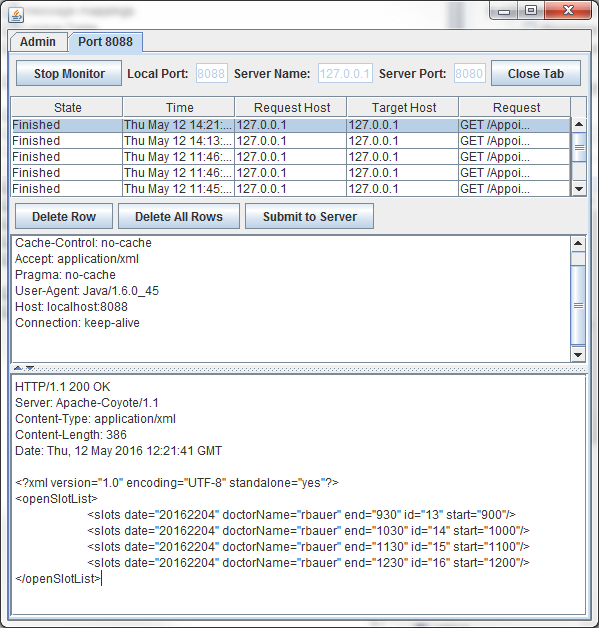 Admin Port 8088
Stop Monitor Local Port: 8088 Server Name: 127.0.0.1 Server Port: 8080 Close Tab
State Time Request Host Target Host Request
Finished Thu May 12 14:21:... 127.0.0.1 127.0.0.1 GET /Appoi...
Finished Thu May 12 14:13:... 127.0.0.1 127.0.0.1 GET /Appoi...
Finished Thu May 12 11:46:... 127.0.0.1 127.0.0.1 GET /Appoi...
Finished Thu May 12 11:46:... 127.0.0.1 127.0.0.1 GET /Appoi...
Finished Thu May 12 11:45:... 127.0.0.1 127.0.0.1 GET /Appoi...
Delete Row Delete All Rows Submit to Server
Cache-Control: no-cache
Accept: application/xml
Pragma: no-cache
User-Agent: Java/1.6.0_45
Host: localhost:8088
Connection: keep-alive
HTTP/1.1 200 OK
Server: Apache-Coyote/1.1
Content-Type: application/xml
Content-Length: 386
Date: Thu, 12 May 2016 12:21:41 GMT
<?xml version="1.0" encoding="UTF-8" standalone="yes"?>
<openSlotList>
<slots date="20162204" doctorName="rbauer" end="930" id="13" start="900"/>
<slots date="20162204" doctorName="rbauer" end="1030" id="14" start="1000"/>
<slots date="20162204" doctorName="rbauer" end="1130" id="15" start="1100"/>
<slots date="20162204" doctorName="rbauer" end="1230" id="16" start="1200"/>
</openSlotList>